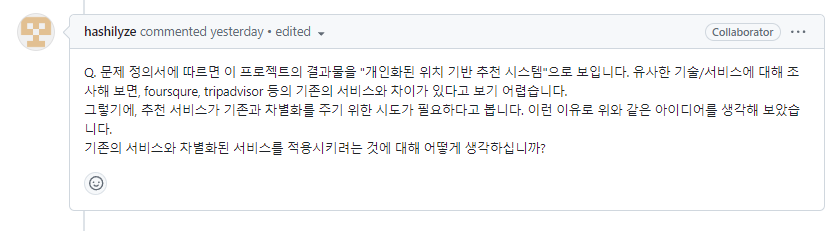 hashilyze commented yesterday • edited
Collaborator
Q. 문제 정의서에 따르면 이 프로젝트의 결과물을 "개인화된 위치 기반 추천 시스템"으로 보입니다. 유사한 기술/서비스에 대해 조
사해 보면, foursqure, tripadvisor 등의 기존의 서비스와 차이가 있다고 보기 어렵습니다.
그렇기에, 추천 서비스가 기존과 차별화를 주기 위한 시도가 필요하다고 봅니다. 이런 이유로 위와 같은 아이디어를 생각해 보았습
니다.
기존의 서비스와 차별화된 서비스를 적용시키려는 것에 대해 어떻게 생각하십니까?